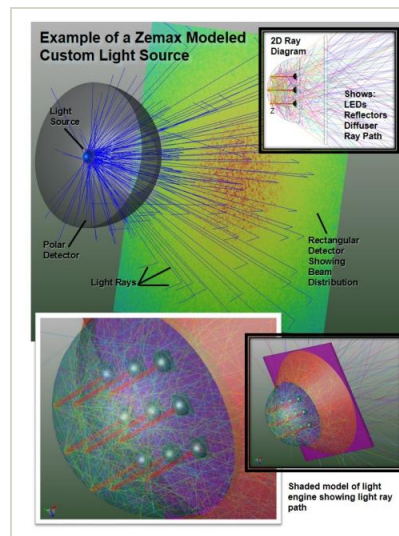 Example of a Zemax Modeled
Custom Light Source
2D Ray
Diagram
Shows:
LEDs
Reflectors
Diffuser
Ray Path
Z
Light
Source
Polar
Detector
Light Rays
Rectangular
Detector
Showing
Beam
Distribution
Shaded model of light
engine showing light ray
path